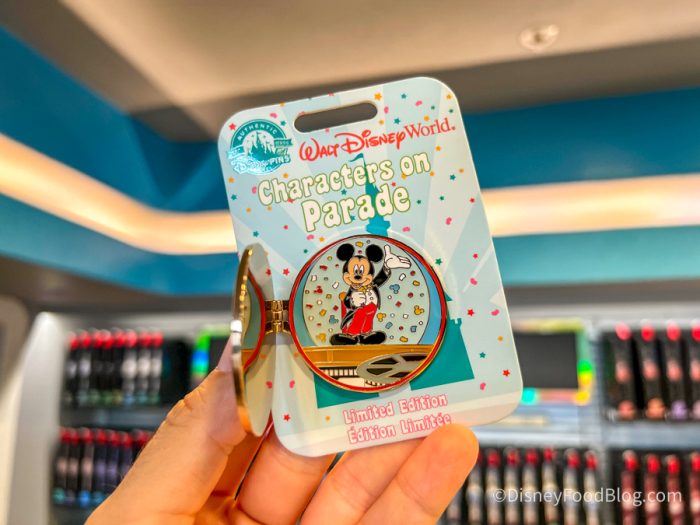 AUTHENTIC
Disney PINS
Walt Disney World.
Characters on
Parade
Limited Edition
Édition Limitée
©DisneyFoodBlog.com